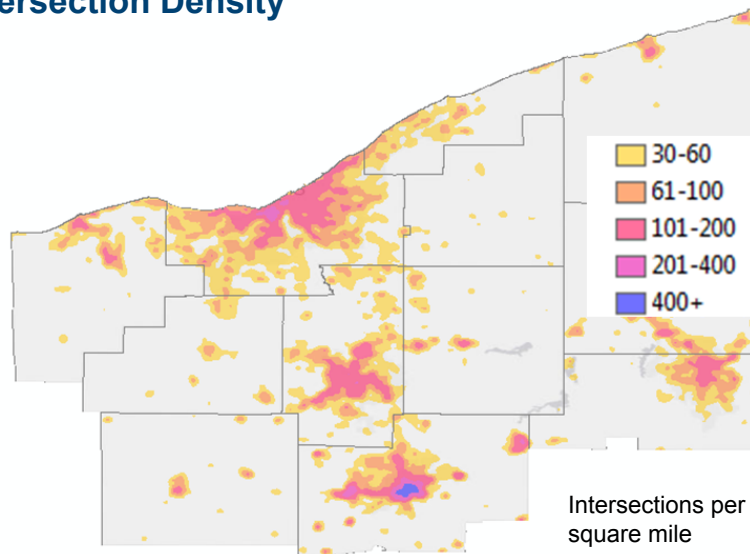 ersection Density
30-60
61-100
101-200
201-400
400+
Intersections per
square mile